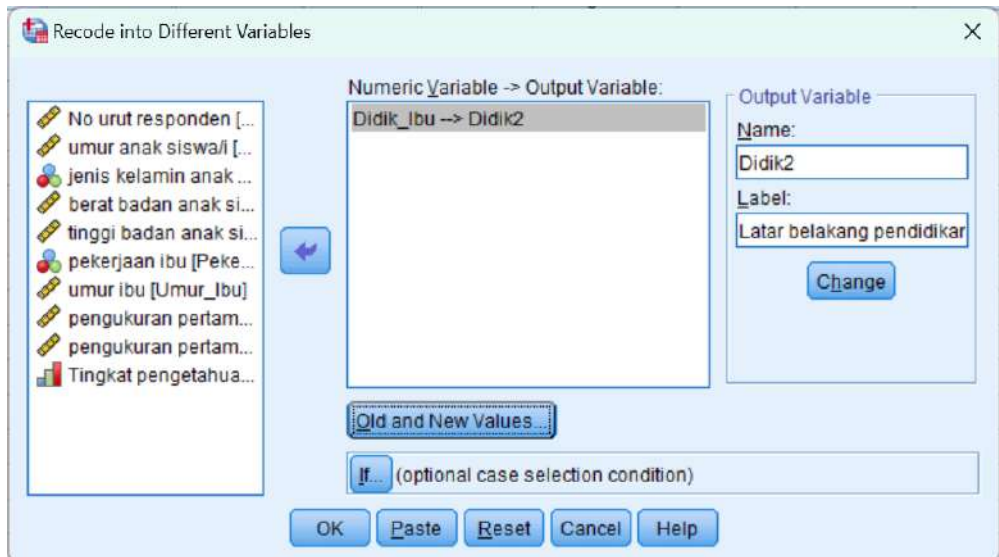 Recode into Different Variables
No urut responden [...
umur anak siswa/i [...
jenis kelamin anak ...
berat badan anak si...
tinggi badan anak si...
pekerjaan ibu [Peke...
umur ibu [Umur_Ibu]
pengukuran pertam...
pengukuran pertam...
Tingkat pengetahua...
Numeric Variable -> Output Variable:
Didik_Ibu --> Didik2
Output Variable
Name:
Didik2
Label:
Latar belakang pendidikar
Change
Old and New Values...
If... (optional case selection condition)
OK Paste Reset Cancel Help